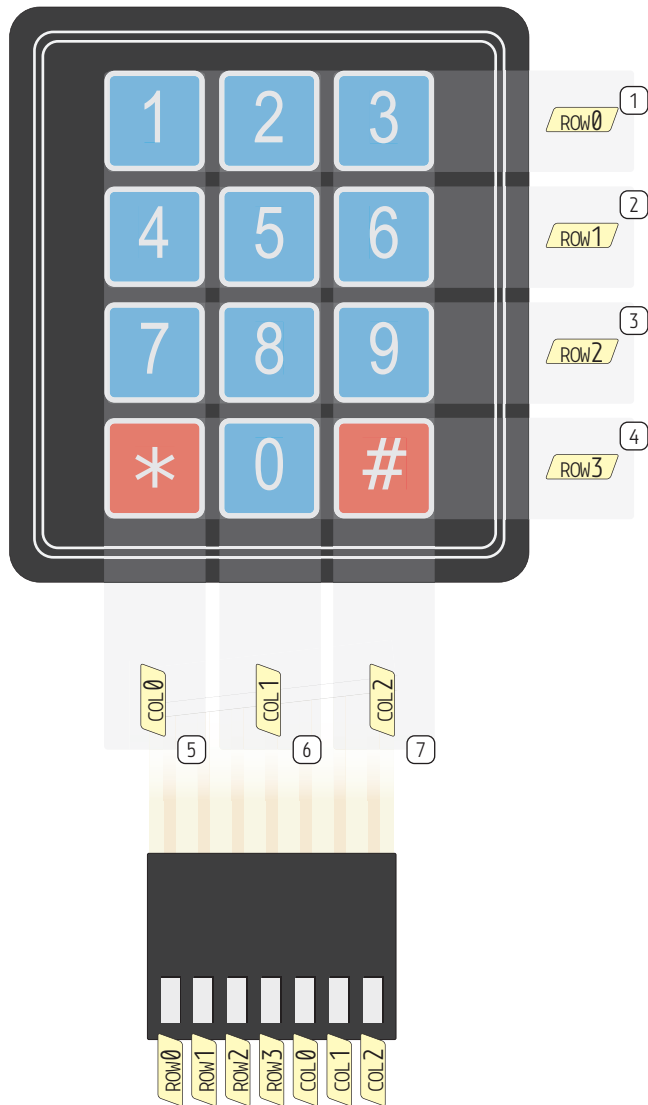 1 2 3 ROW0 1
4 5 6 ROW1 2
7 8 9 ROW2 3
* 0 # ROW3 4
COL0 COL1 COL2
5 6 7
ROW0 ROW1 ROW2 ROW3 COL0 COL1 COL2